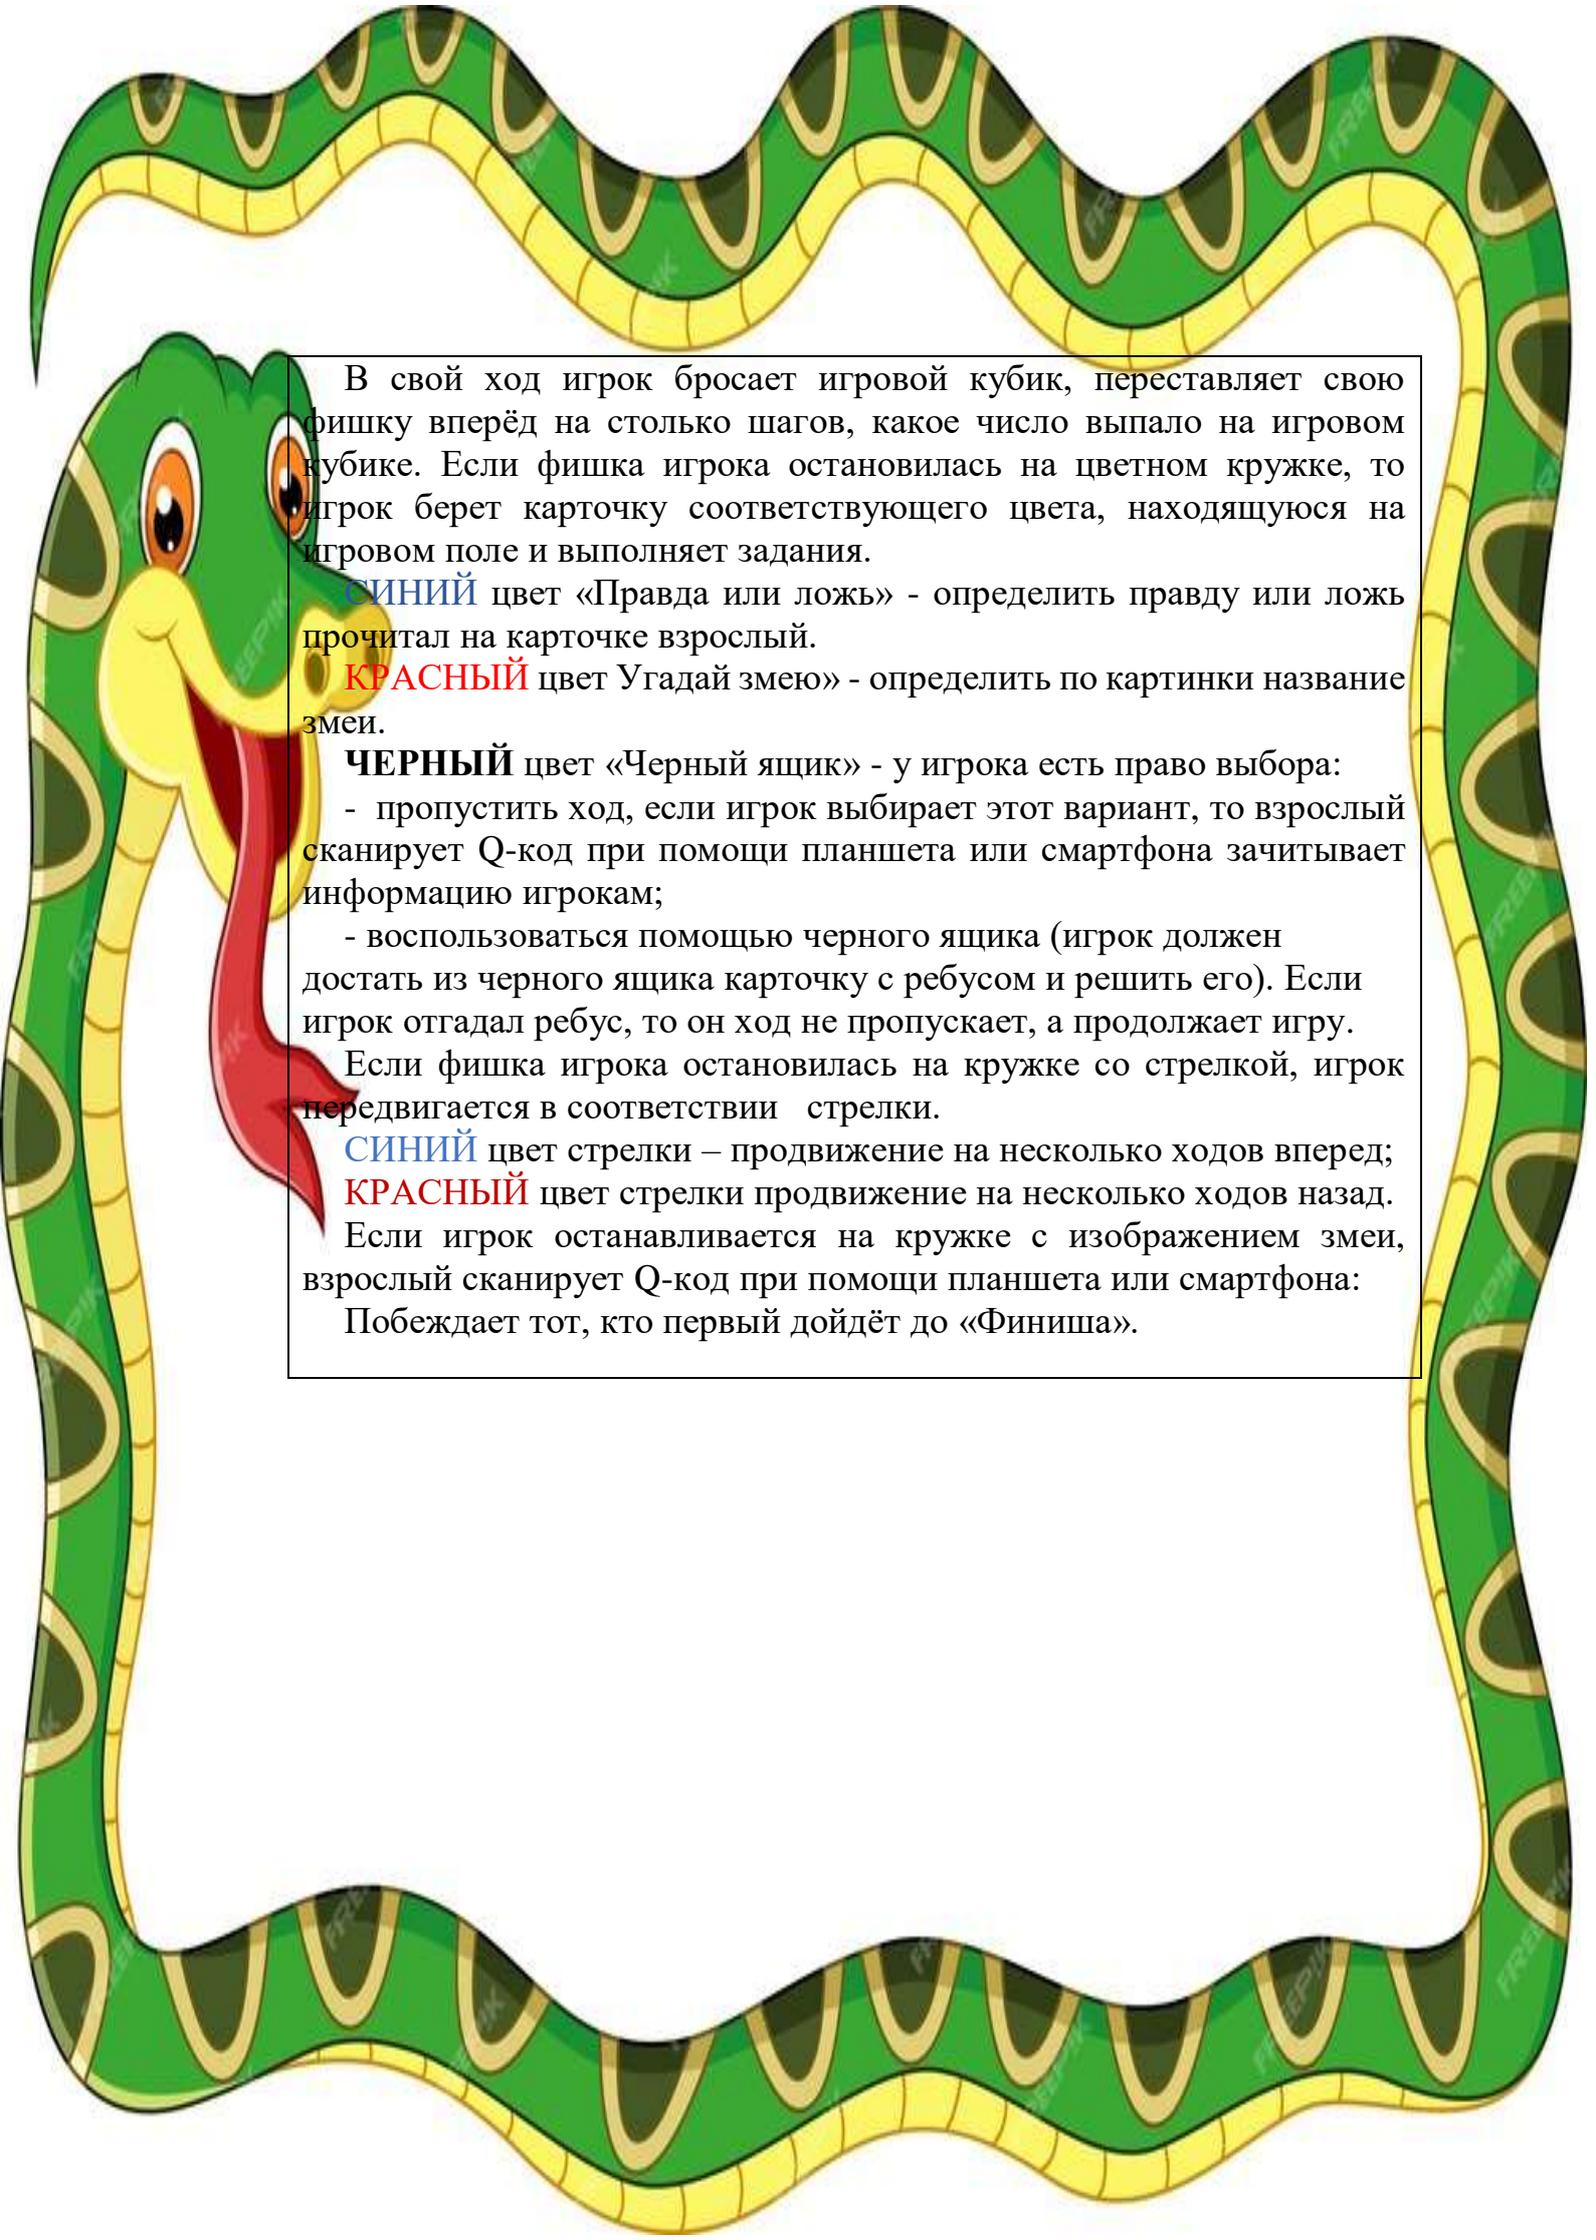 В свой ход игрок бросает игровой кубик, переставляет свою
фишку вперёд на столько шагов, какое число выпало на игровом
кубике. Если фишка игрока остановилась на цветном кружке, то
игрок берет карточку соответствующего цвета, находящуюся на
игровом поле и выполняет задания.
СИНИЙ цвет «Правда или ложь» - определить правду или ложь
прочитал на карточке взрослый.
КРАСНЫЙ цвет Угадай змею» - определить по картинки название
змеи.
ЧЕРНЫЙ цвет «Черный ящик» - у игрока есть право выбора:
- пропустить ход, если игрок выбирает этот вариант, то взрослый
сканирует Q-код при помощи планшета или смартфона зачитывает
информацию игрокам;
- воспользоваться помощью черного ящика (игрок должен
достать из черного ящика карточку с ребусом и решить его). Если
игрок отгадал ребус, то он ход не пропускает, а продолжает игру.
Если фишка игрока остановилась на кружке со стрелкой, игрок
передвигается в соответствии стрелки.
СИНИЙ цвет стрелки – продвижение на несколько ходов вперед;
КРАСНЫЙ цвет стрелки продвижение на несколько ходов назад.
Если игрок останавливается на кружке с изображением змеи,
взрослый сканирует Q-код при помощи планшета или смартфона:
Побеждает тот, кто первый дойдёт до «Финиша».